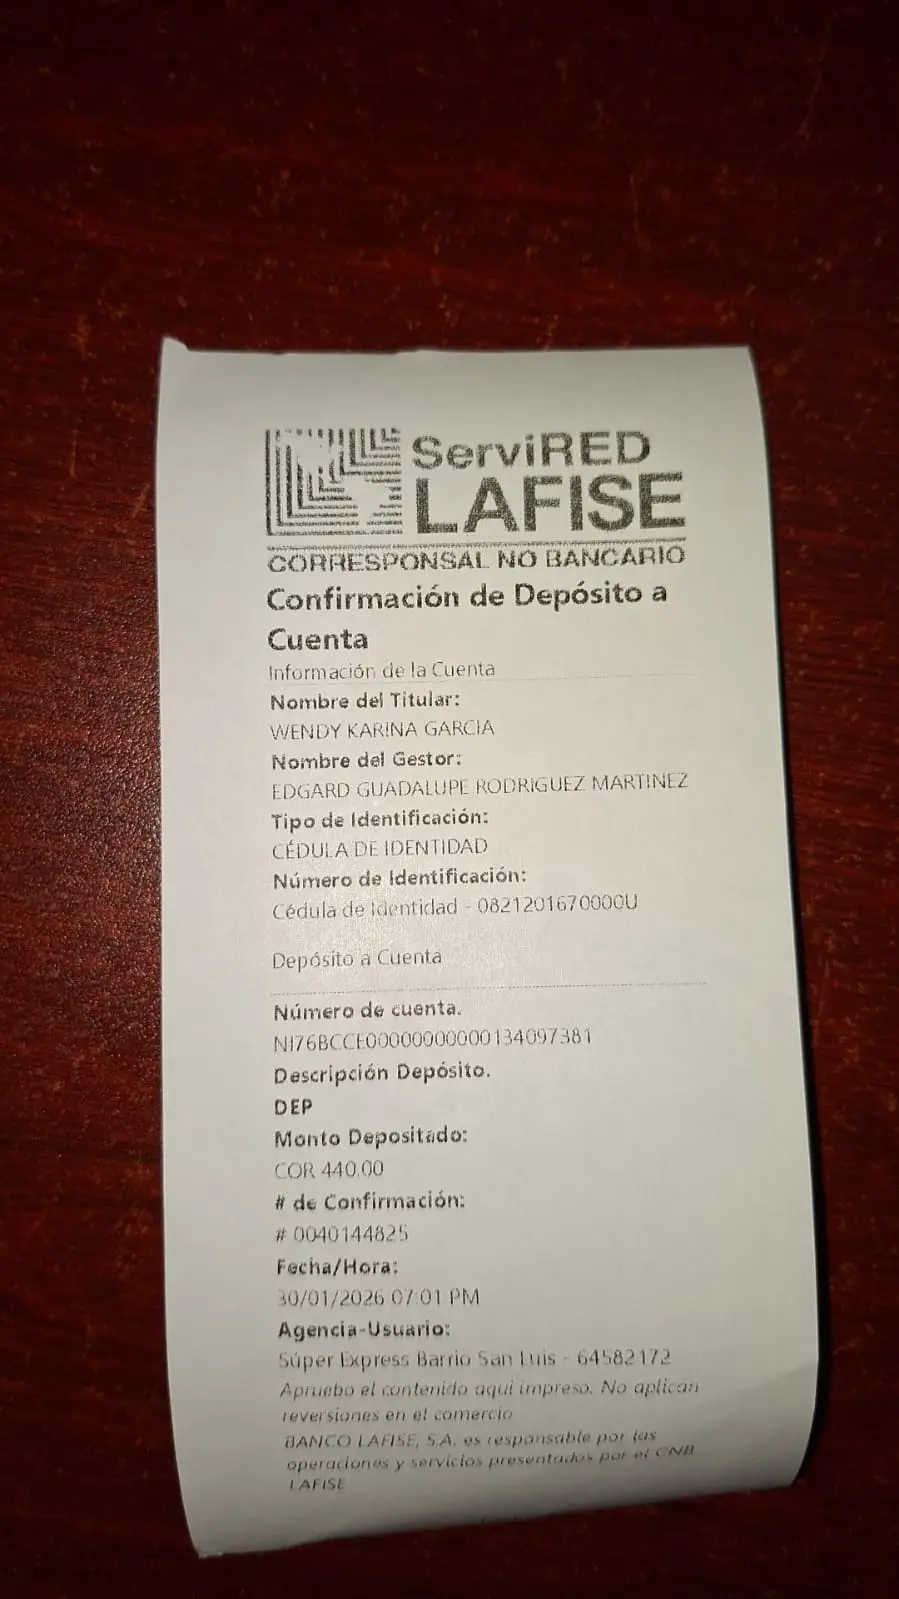 ServiRED
LAFISE
CORRESPONSAL NO BANCARIO
Confirmación de Depósito a
Cuenta
Información de la Cuenta
Nombre del Titular:
WENDY KARINA GARCIA
Nombre del Gestor:
EDGARD GUADALUPE RODRIGUEZ MARTINEZ
Tipo de Identificación:
CÉDULA DE IDENTIDAD
Número de Identificación:
Cédula de Identidad - 0821201670000U
Depósito a Cuenta
Número de cuenta.
NI76BCCE00000000000134097381
Descripción Depósito.
DEP
Monto Depositado:
COR 440.00
# de Confirmación:
# 0040144825
Fecha/Hora:
30/01/2026 07:01 PM
Agencia-Usuario:
Súper Express Barrio San Luis - 64582172
Apruebo el contenido aqui impreso. No aplican
reversiones en el comercio
BANCO LAFISE, S.A. es responsable por las
operaciones y servicios presentados por el CNB
LAFISE